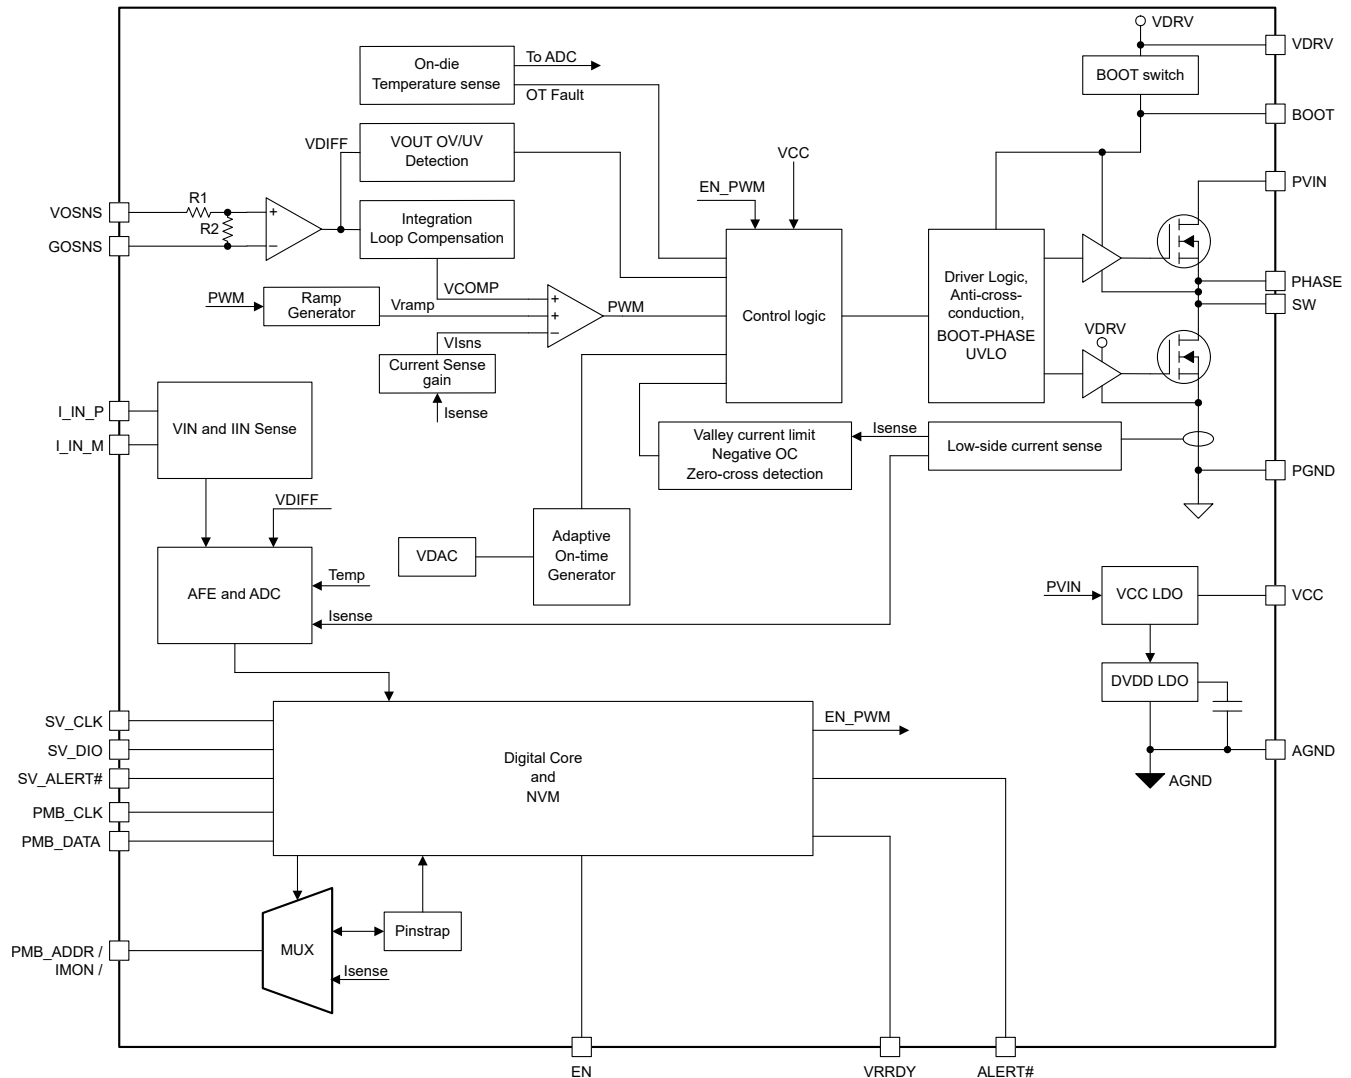 VDRV
VDRV
BOOT switch
BOOT
On-die
Temperature sense
To ADC
OT Fault
VDIFF
VOUT OV/UV
Detection
VCC
EN_PWM
PVIN
R1
VOSNS
R2
GOSNS
+
−
Integration
Loop Compensation
Driver Logic,
Anti-cross-
conduction,
BOOT-PHASE
UVLO
PHASE
SW
PWM
Ramp
Generator
Vramp
VCOMP
+
+
−
PWM
Control logic
VDRV
VIsns
Current Sense
gain
Isense
I_IN_P
I_IN_M
VIN and IIN Sense
Valley current limit
Negative OC
Zero-cross detection
Isense
Low-side current sense
PGND
VDIFF
VDAC
Adaptive
On-time
Generator
AFE and ADC
Temp
Isense
PVIN
VCC LDO
VCC
DVDD LDO
AGND
AGND
SV_CLK
SV_DIO
SV_ALERT#
PMB_CLK
PMB_DATA
Digital Core
and
NVM
EN_PWM
PMB_ADDR /
IMON /
MUX
Pinstrap
Isense
EN
VRRDY
ALERT#